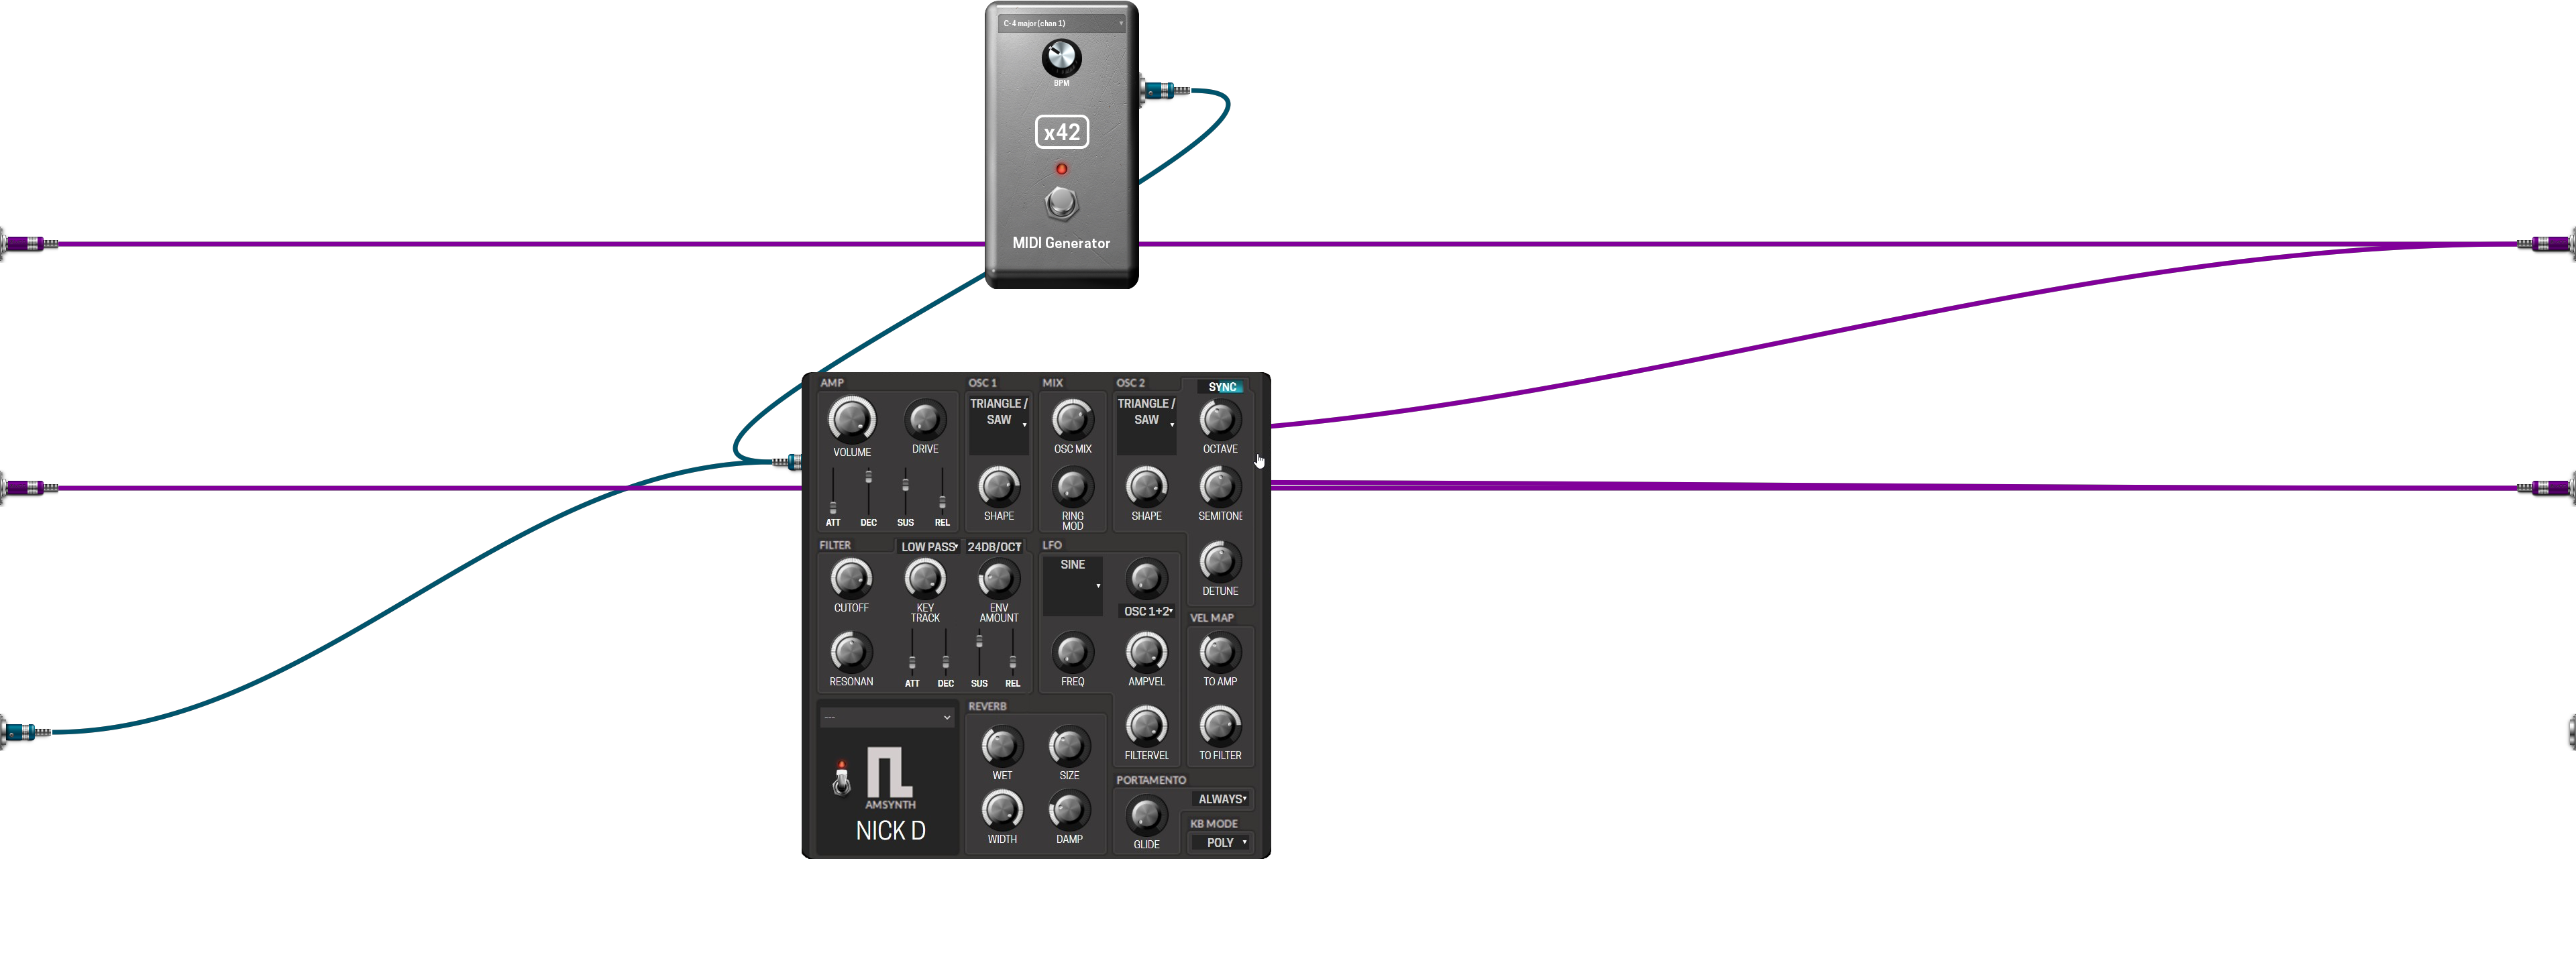 C-4 major (chan 1)
BPM
x42
MIDI Generator
AMP
OSC 1
MIX
OSC 2
SYNC
TRIANGLE /
SAW
TRIANGLE /
SAW
VOLUME
DRIVE
OSC MIX
OCTAVE
ATT
DEC
SUS
REL
SHAPE
RING
MOD
SHAPE
SEMITONE
FILTER
LOW PASS
24DB/OCT
LFO
SINE
CUTOFF
KEY
TRACK
ENV
AMOUNT
OSC 1+2
DETUNE
VEL MAP
RESONAN
ATT
DEC
SUS
REL
FREQ
AMPVEL
TO AMP
REVERB
---
WET
SIZE
FILTERVEL
TO FILTER
PORTAMENTO
ALWAYS
AMSYNTH
NICK D
WIDTH
DAMP
GLIDE
KB MODE
POLY